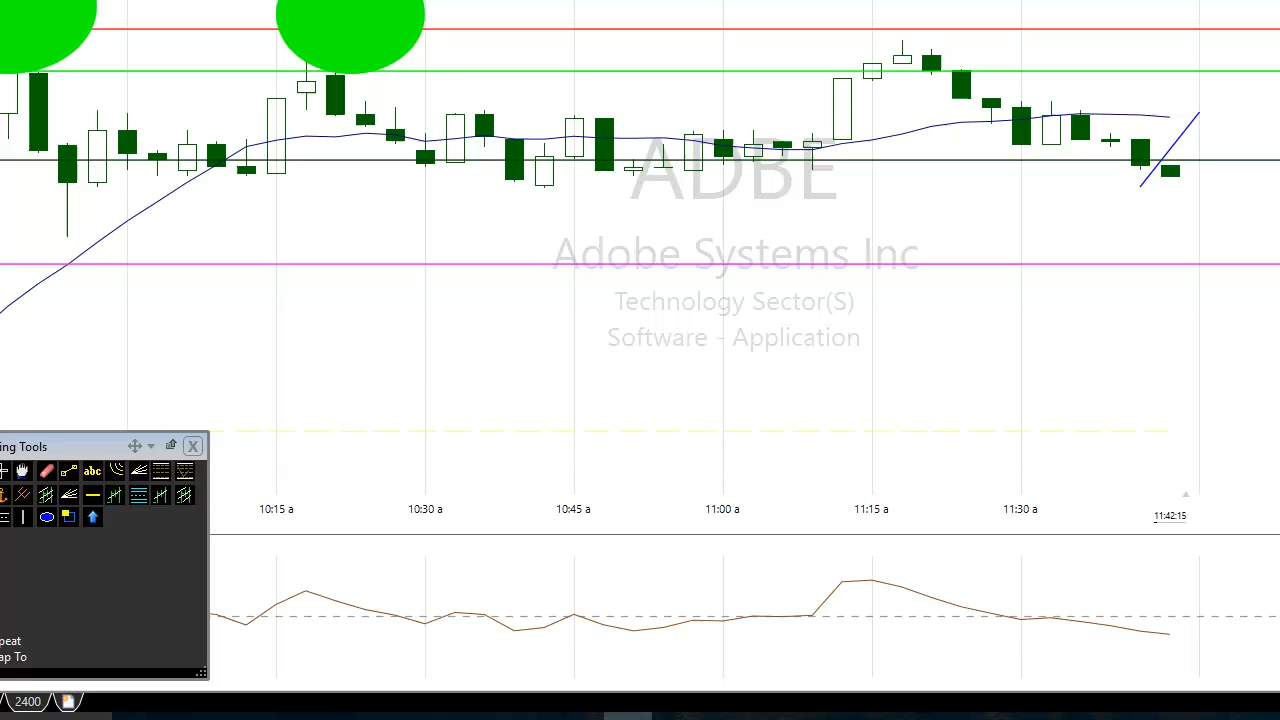 ADBE
Adobe Systems Inc
Technology Sector(S)
Software - Application
ing Tools
abc
10:15 a
10:30 a
10:45 a
11:00 a
11:15 a
11:30 a
11:42:15
peat
ap To
2400